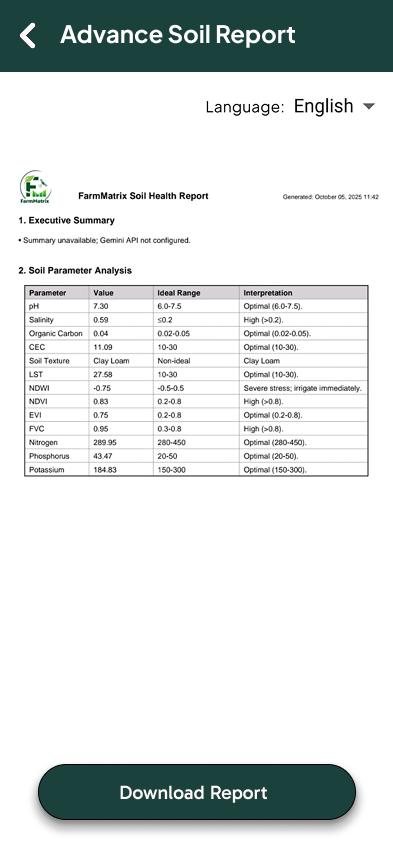 Advance Soil Report
Language: English
FarmMatrix
FarmMatrix Soil Health Report
Generated: October 05, 2025 11:42
1. Executive Summary
• Summary unavailable; Gemini API not configured.
2. Soil Parameter Analysis
Parameter Value Ideal Range Interpretation
pH 7.30 6.0-7.5 Optimal (6.0-7.5).
Salinity 0.59 ≤0.2 High (>0.2).
Organic Carbon 0.04 0.02-0.05 Optimal (0.02-0.05).
CEC 11.09 10-30 Optimal (10-30).
Soil Texture Clay Loam Non-ideal Clay Loam
LST 27.58 10-30 Optimal (10-30).
NDWI -0.75 -0.5-0.5 Severe stress; irrigate immediately.
NDVI 0.83 0.2-0.8 High (>0.8).
EVI 0.75 0.2-0.8 Optimal (0.2-0.8).
FVC 0.95 0.3-0.8 High (>0.8).
Nitrogen 289.95 280-450 Optimal (280-450).
Phosphorus 43.47 20-50 Optimal (20-50).
Potassium 184.83 150-300 Optimal (150-300).
Download Report